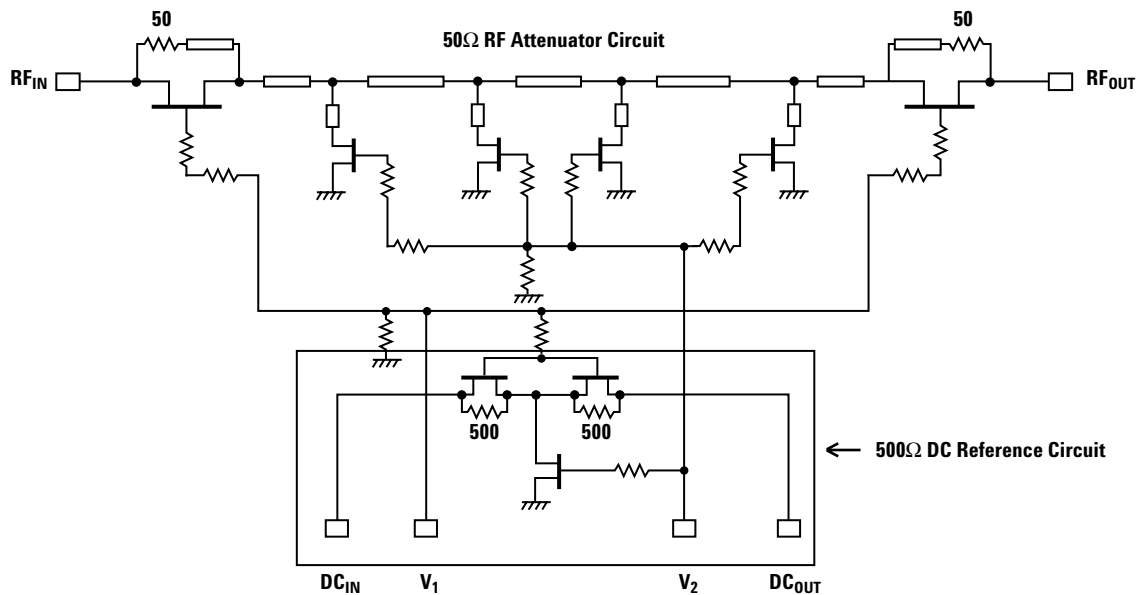 50
50
50Ω RF Attenuator Circuit
RFIN
RFOUT
500
500
500Ω DC Reference Circuit
DCIN
V1
V2
DCOUT